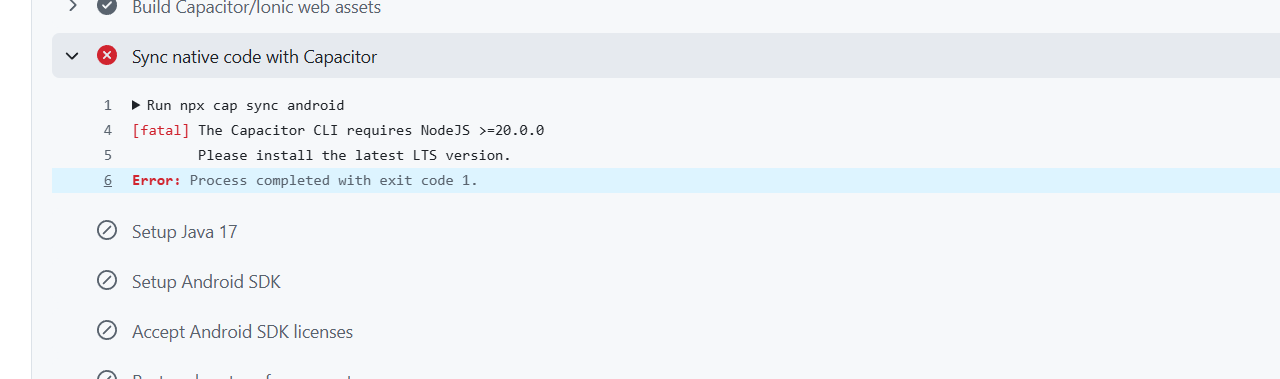 Build Capacitor/Ionic web assets
Sync native code with Capacitor
1 Run npx cap sync android
4 [fatal] The Capacitor CLI requires NodeJS >=20.0.0
5 Please install the latest LTS version.
6 Error: Process completed with exit code 1.
Setup Java 17
Setup Android SDK
Accept Android SDK licenses